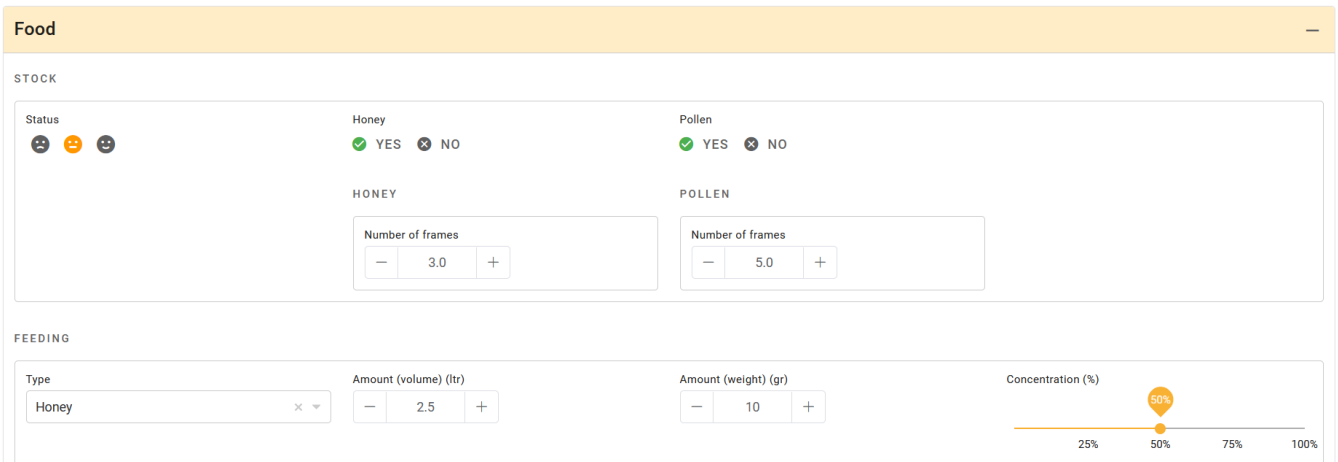 Food
STOCK
Status Honey Pollen
YES NO YES NO
HONEY POLLEN
Number of frames Number of frames
3.0 5.0
FEEDING
Type Amount (volume) (ltr) Amount (weight) (gr) Concentration (%)
Honey 2.5 10 50%
25% 50% 75% 100%